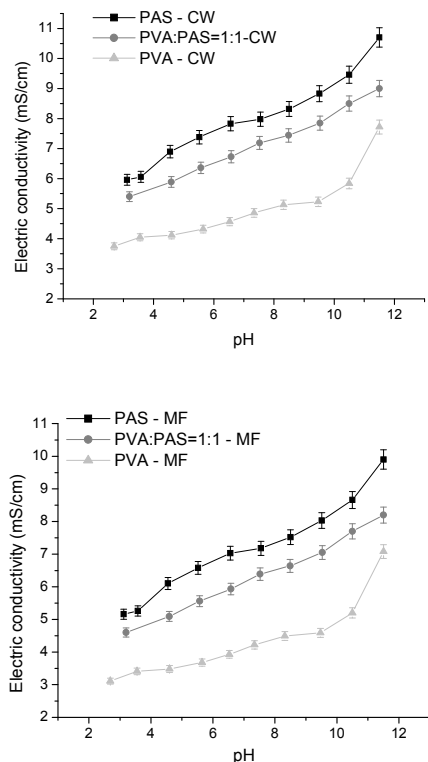 PAS - CW
PVA:PAS=1:1-CW
PVA - CW
Electric conductivity (mS/cm)
11
10
9
8
7
6
5
4
3
2
2 4 6 8 10 12
pH
PAS - MF
PVA:PAS=1:1 - MF
PVA - MF
Electric conductivity (mS/cm)
11
10
9
8
7
6
5
4
3
2
2 4 6 8 10 12
pH